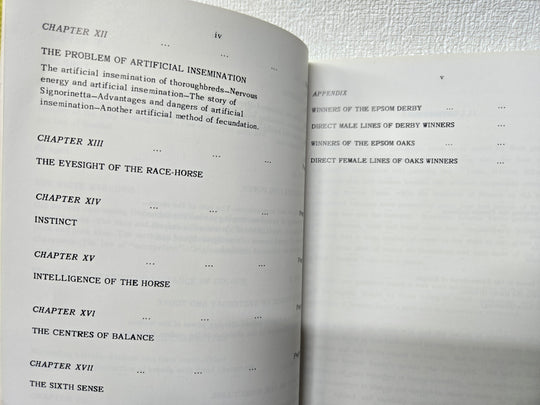 iv
CHAPTER XII ... ... ...
THE PROBLEM OF ARTIFICIAL INSEMINATION
The artificial insemination of thoroughbreds—Nervous
energy and artificial insemination—The story of
Signorinetta—Advantages and dangers of artificial
insemination—Another artificial method of fecundation.
CHAPTER XIII ... ... ...
THE EYESIGHT OF THE RACE-HORSE
CHAPTER XIV ... ... ...
INSTINCT
CHAPTER XV ... ... ...
INTELLIGENCE OF THE HORSE
CHAPTER XVI ... ... ...
THE CENTRES OF BALANCE
CHAPTER XVII ... ... ...
THE SIXTH SENSE
v
APPENDIX
WINNERS OF THE EPSOM DERBY ... ...
DIRECT MALE LINES OF DERBY WINNERS ...
WINNERS OF THE EPSOM OAKS ... ...
DIRECT FEMALE LINES OF OAKS WINNERS ...